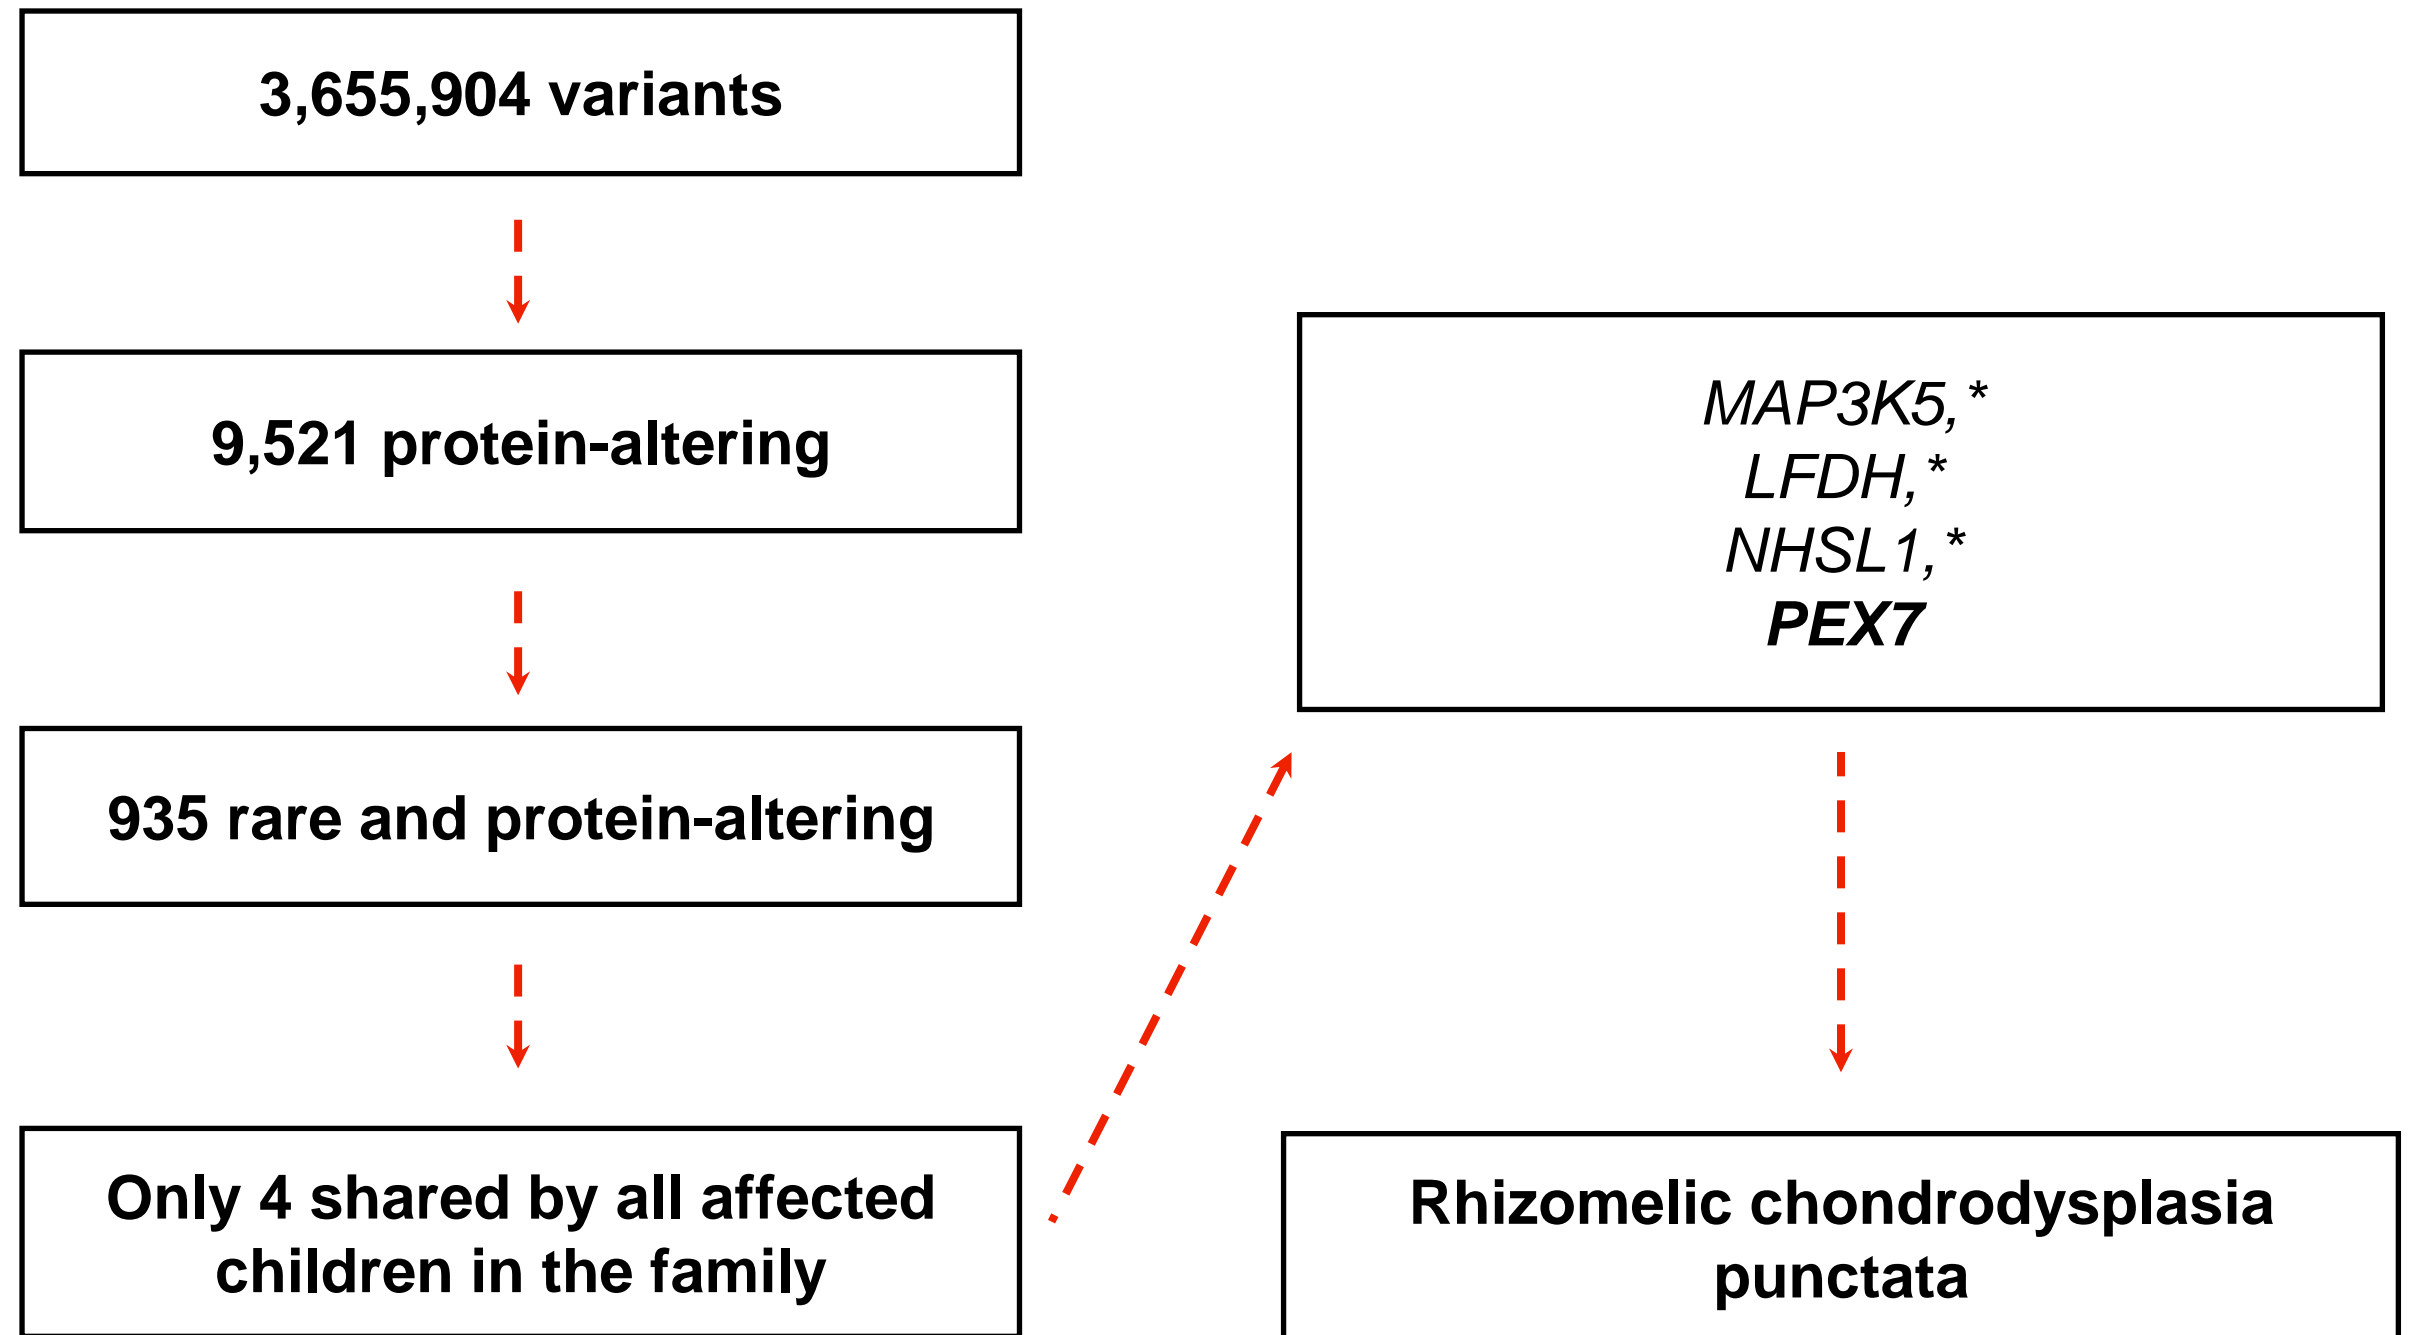 3,655,904 variants
9,521 protein-altering
935 rare and protein-altering
Only 4 shared by all affected
children in the family
MAP3K5,*
LFDH,*
NHSL1,*
PEX7
Rhizomelic chondrodysplasia
punctata